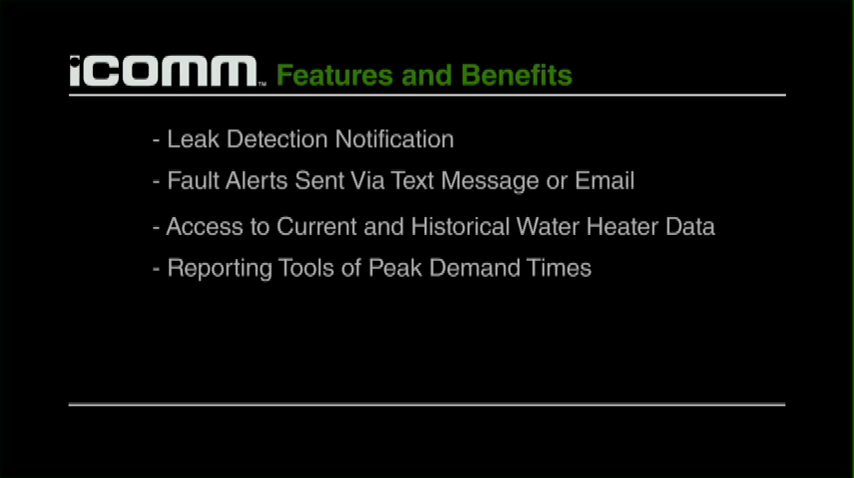 icomm™ Features and Benefits
- Leak Detection Notification
- Fault Alerts Sent Via Text Message or Email
- Access to Current and Historical Water Heater Data
- Reporting Tools of Peak Demand Times